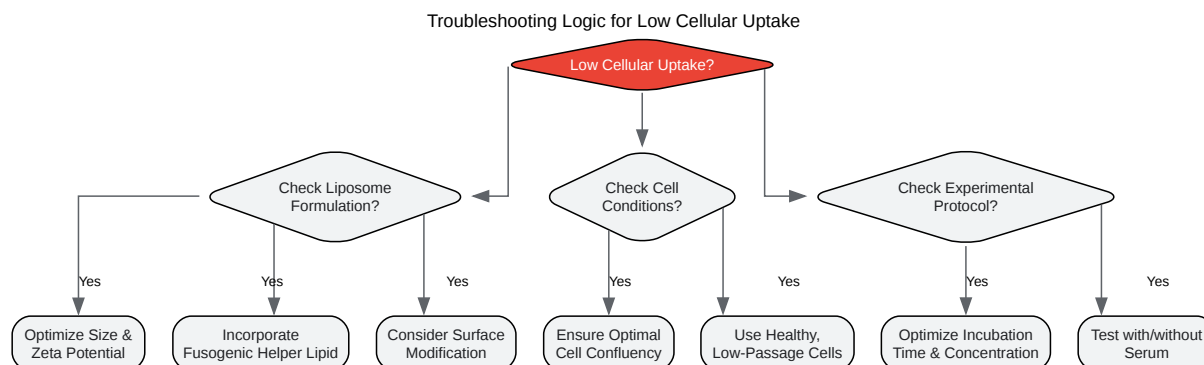 Troubleshooting Logic for Low Cellular Uptake
Low Cellular Uptake?
Check Liposome
Formulation?
Check Cell
Conditions?
Check Experimental
Protocol?
Yes
Yes
Yes
Yes
Yes
Yes
Yes
Optimize Size &
Zeta Potential
Incorporate
Fusogenic Helper Lipid
Consider Surface
Modification
Ensure Optimal
Cell Confluency
Use Healthy,
Low-Passage Cells
Optimize Incubation
Time & Concentration
Test with/without
Serum